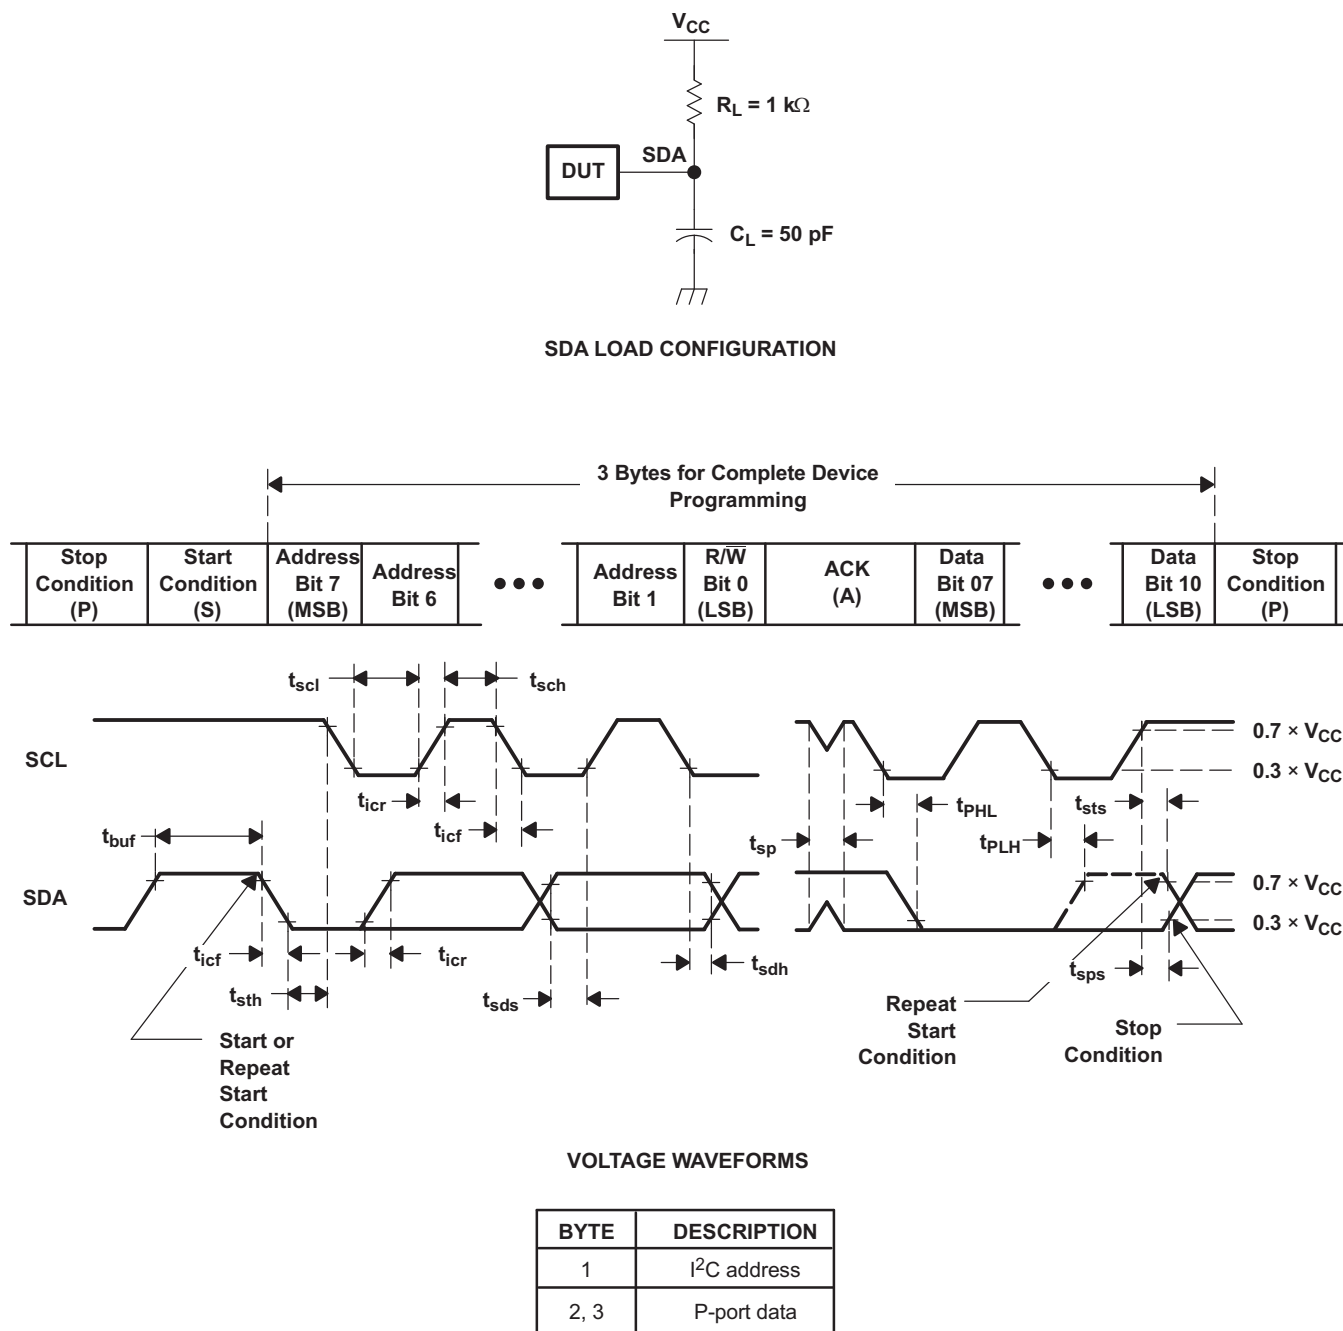 VCC
RL = 1 kΩ
SDA
DUT
CL = 50 pF
SDA LOAD CONFIGURATION
3 Bytes for Complete Device
Programming
Stop
Condition
(P)
Start
Condition
(S)
Address
Bit 7
(MSB)
Address
Bit 6
Address
Bit 1
R/W̅
Bit 0
(LSB)
ACK
(A)
Data
Bit 07
(MSB)
Data
Bit 10
(LSB)
Stop
Condition
(P)
tscl
tsch
0.7 × VCC
SCL
0.3 × VCC
ticr
tPHL
tsts
tbuf
ticf
tsp
tPLH
SDA
0.7 × VCC
0.3 × VCC
ticf
ticr
tsdh
tsps
tsth
tsds
Start or
Repeat
Start
Condition
Repeat
Start
Condition
Stop
Condition
VOLTAGE WAVEFORMS
BYTE DESCRIPTION
1 I²C address
2, 3 P-port data